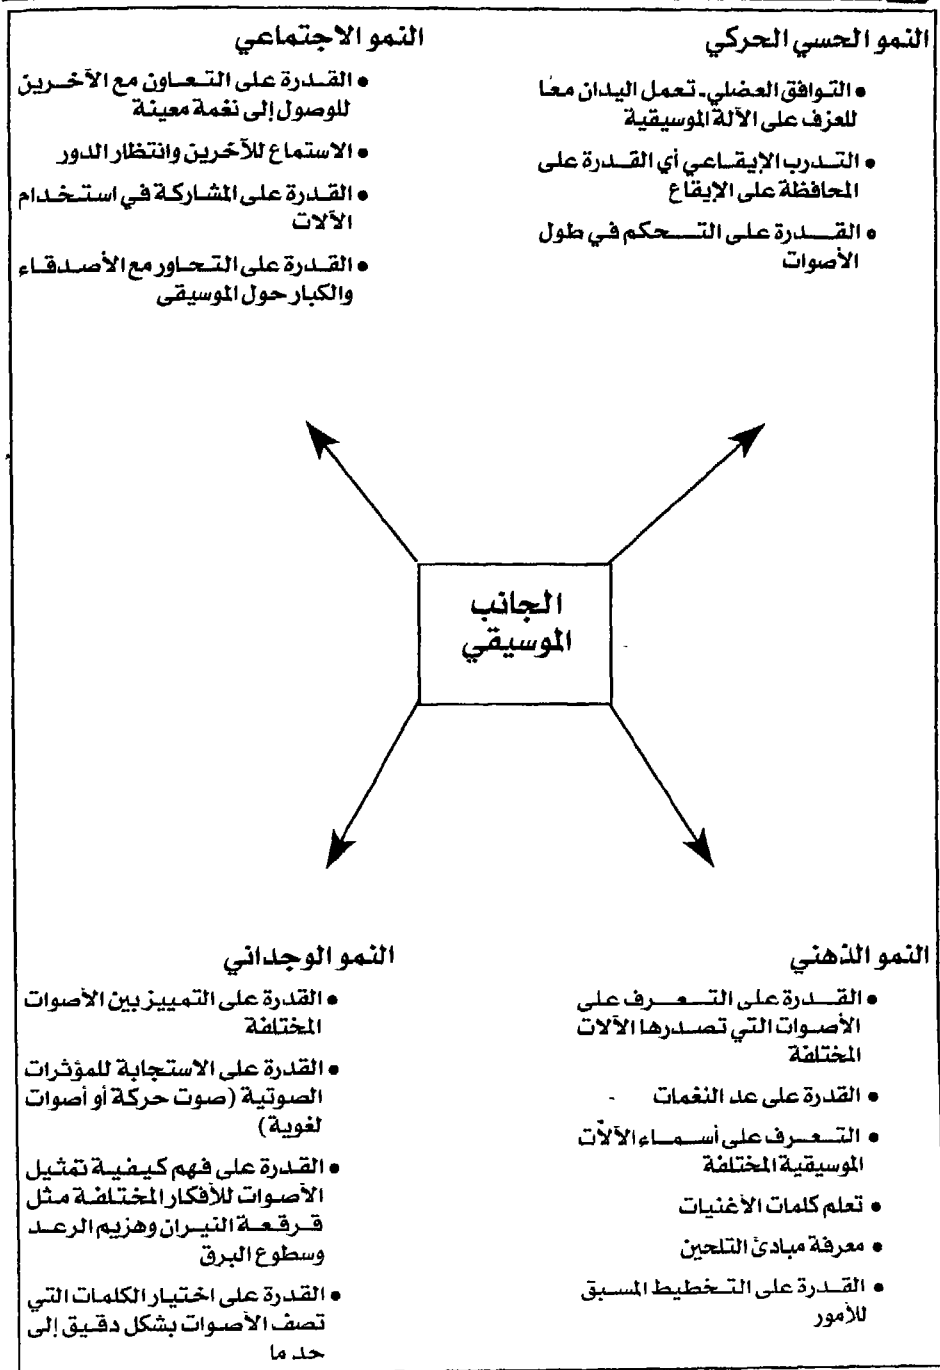 النمو الحسي الحركي
• التوافق العضلي. تعمل اليدان معًا
للعزف على الآلة الموسيقية
• التدرب الإيقاعي أي القدرة على
المحافظة على الإيقاع
• القدرة على التحكم في طول
الأصوات
النمو الاجتماعي
• القدرة على التعاون مع الآخرين
للوصول إلى نغمة معينة
• الاستماع للآخرين وانتظار الدور
• القدرة على المشاركة في استخدام
الآلات
• القدرة على التحاور مع الأصدقاء
والكبار حول الموسيقى
الجانب
الموسيقي
النمو الذهني
• القدرة على التعرف على
الأصوات التي تصدرها الآلات
المختلفة
• القدرة على عد النغمات
• التعرف على أسماء الآلات
الموسيقية المختلفة
• تعلم كلمات الأغنيات
• معرفة مبادئ التلحين
• القدرة على التخطيط المسبق
للأمور
النمو الوجداني
• القدرة على التمييز بين الأصوات
المختلفة
• القدرة على الاستجابة للمؤثرات
الصوتية (صوت حركة أو أصوات
لغوية)
• القدرة على فهم كيفية تمثيل
الأصوات للأفكار المختلفة مثل
قرقعة النيران وهزيم الرعد
وسطوع البرق
• القدرة على اختيار الكلمات التي
تصف الأصوات بشكل دقيق إلى
حد ما